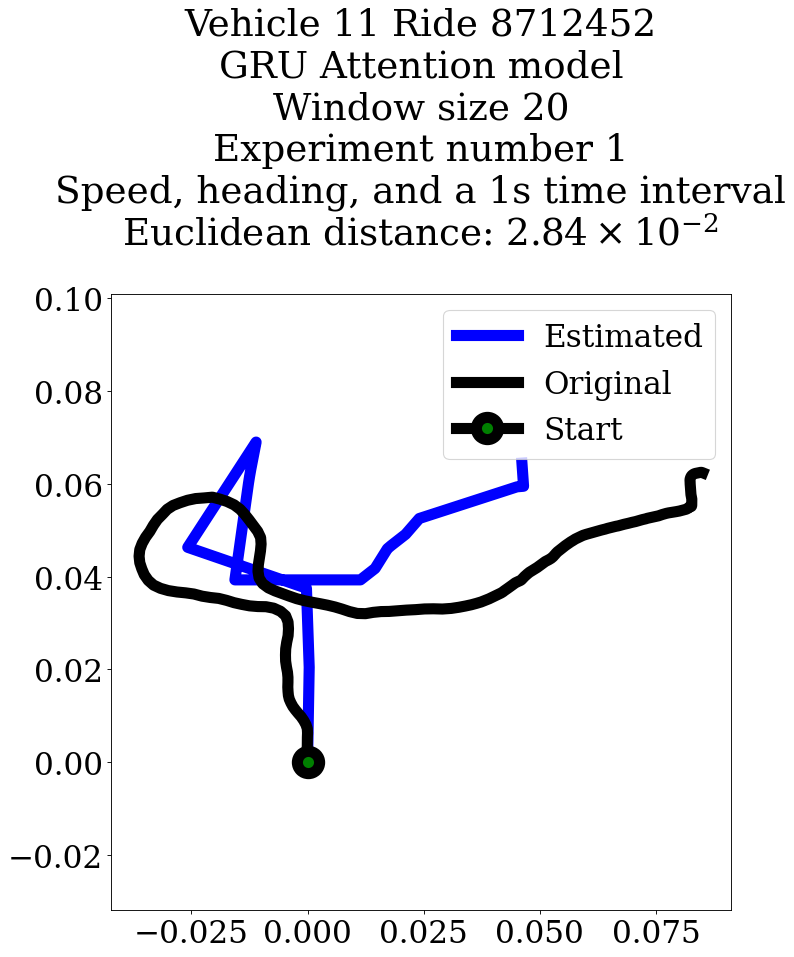 Vehicle 11 Ride 8712452
GRU Attention model
Window size 20
Experiment number 1
Speed, heading, and a 1s time interval
Euclidean distance: 2.84 × 10⁻²
0.10
Estimated
0.08
Original
Start
0.06
0.04
0.02
0.00
−0.02
−0.025 0.000 0.025 0.050 0.075